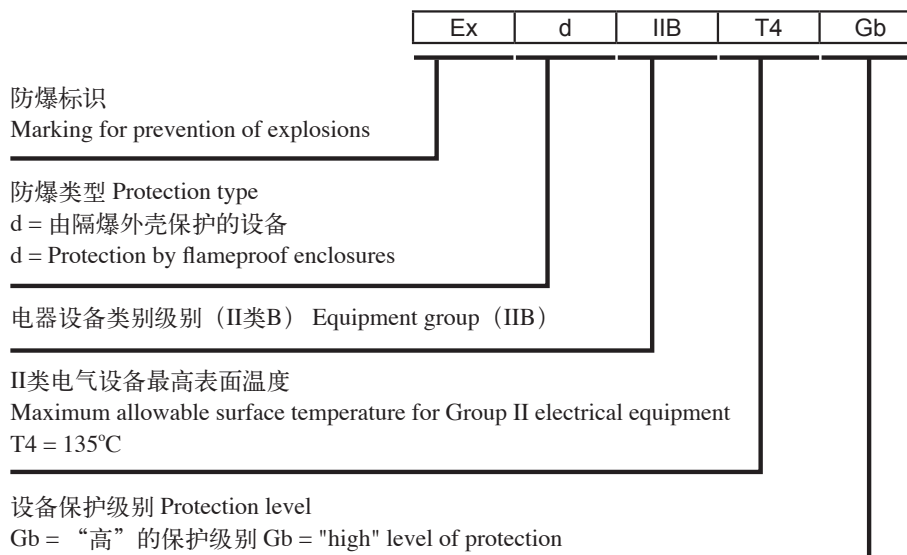 Ex d IIB T4 Gb
防爆标识
Marking for prevention of explosions
防爆类型 Protection type
d = 由隔爆外壳保护的设备
d = Protection by flameproof enclosures
电器设备类别级别（II类B） Equipment group（IIB）
II类电气设备最高表面温度
Maximum allowable surface temperature for Group II electrical equipment
T4 = 135°C
设备保护级别 Protection level
Gb = “高”的保护级别 Gb = "high" level of protection